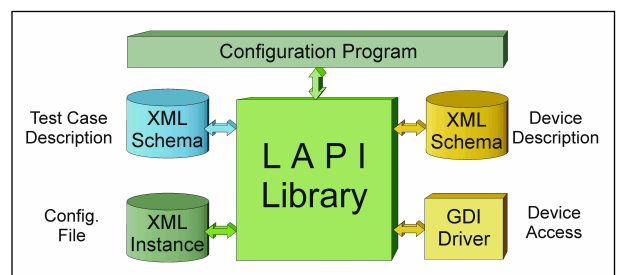 Configuration Program
Test Case
Description
XML
Schema
L A P I
Library
XML
Schema
Device
Description
Config.
File
XML
Instance
GDI
Driver
Device
Access